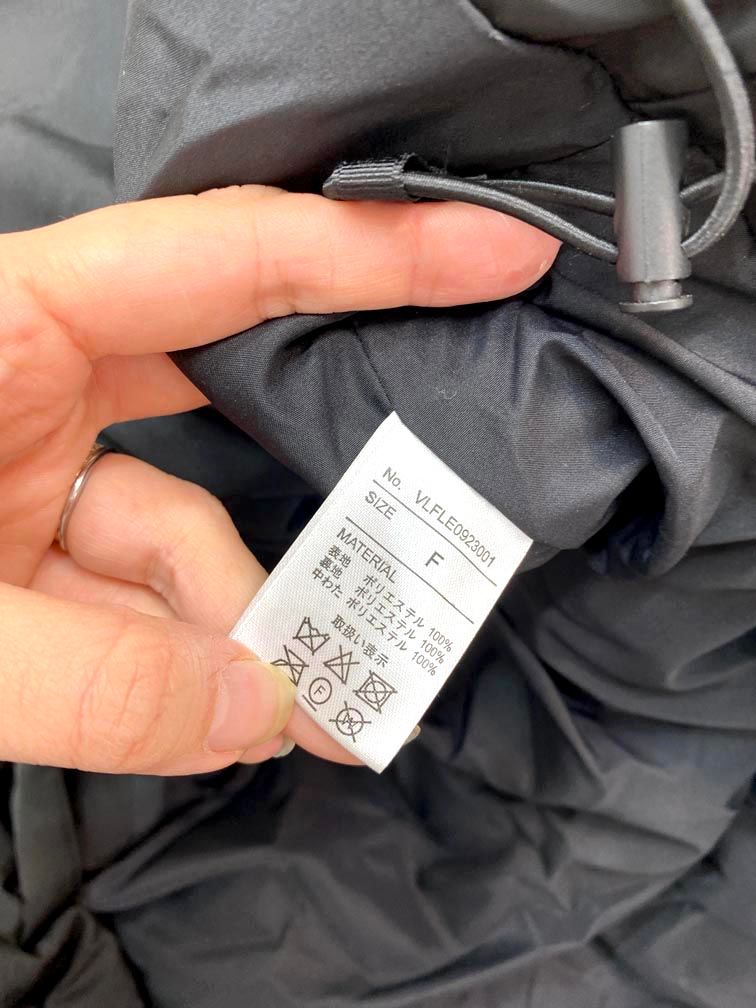 No. VLFLE0923001
SIZE
F
MATERIAL
表地 ポリエステル 100%
裏地 ポリエステル 100%
中わた ポリエステル 100%
取扱い表示
F
W